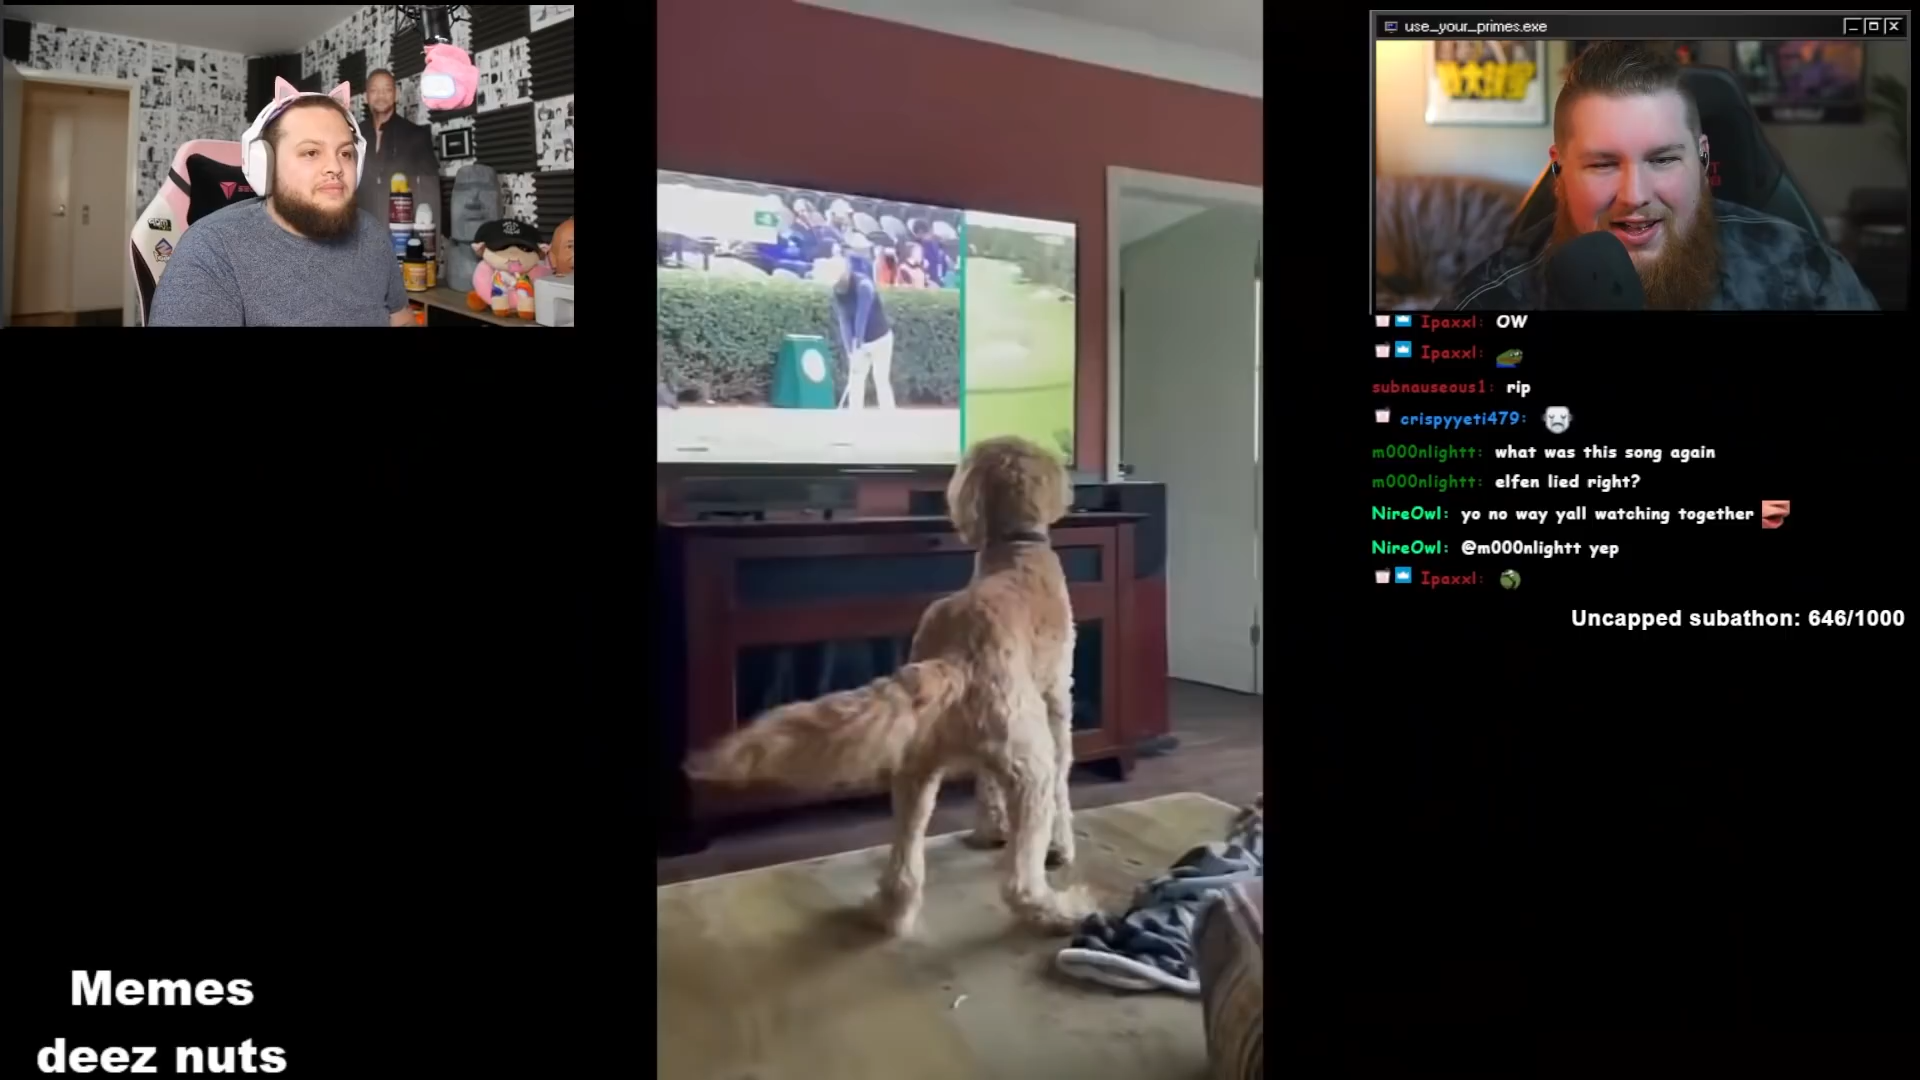 use_your_primes.exe
Ipaxxl: OW
Ipaxxl:
subnauseous1: rip
crispyyeti479:
m000nlightt: what was this song again
m000nlightt: elfen lied right?
NireOwl: yo no way yall watching together
NireOwl: @m000nlightt yep
Ipaxxl:
Uncapped subathon: 646/1000
Memes
deez nuts